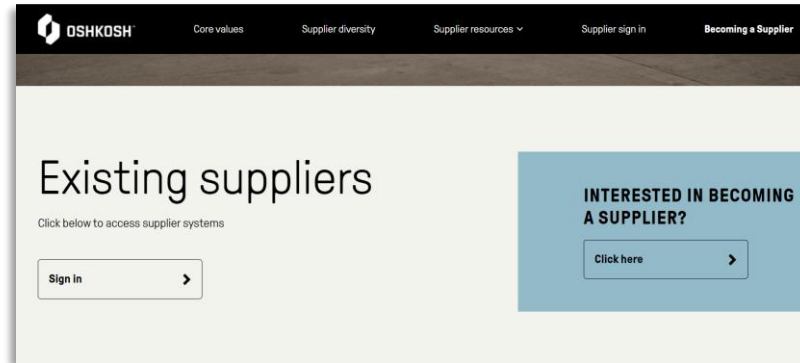 OSHKOSH
Core values
Supplier diversity
Supplier resources
Supplier sign in
Becoming a Supplier
Existing suppliers
Click below to access supplier systems
Sign in
INTERESTED IN BECOMING
A SUPPLIER?
Click here